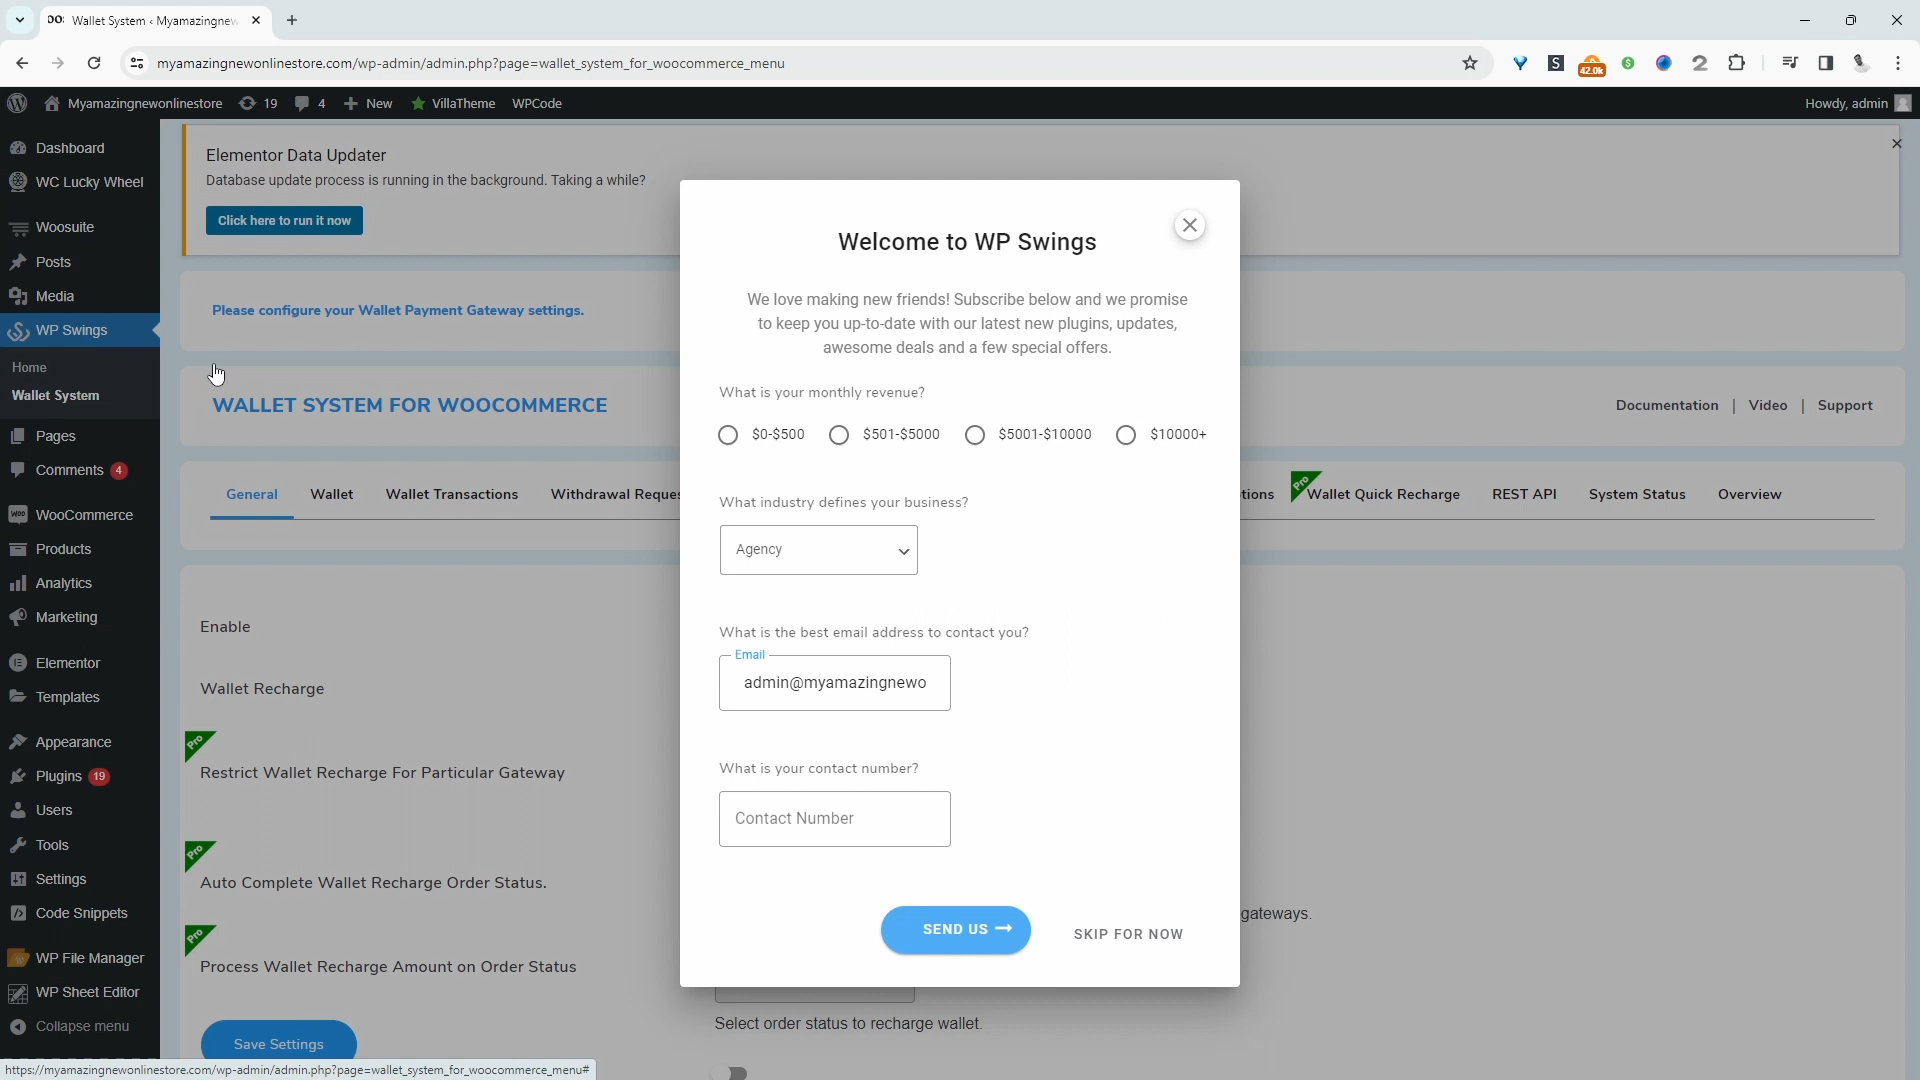 Wallet System ‹ Myamazingnew
myamazingnewonlinestore.com/wp-admin/admin.php?page=wallet_system_for_woocommerce_menu
42.0k
Myamazingnewonlinestore 19 4 New VillaTheme WPCode Howdy, admin
Dashboard
WC Lucky Wheel
Woosuite
Posts
Media
WP Swings
Home
Wallet System
Pages
Comments 4
WooCommerce
Products
Analytics
Marketing
Elementor
Templates
Appearance
Plugins 19
Users
Tools
Settings
Code Snippets
WP File Manager
WP Sheet Editor
Collapse menu
Elementor Data Updater
Database update process is running in the background. Taking a while?
Click here to run it now
Please configure your Wallet Payment Gateway settings.
WALLET SYSTEM FOR WOOCOMMERCE
Documentation | Video | Support
General Wallet Wallet Transactions Withdrawal Reques tions Pro Wallet Quick Recharge REST API System Status Overview
Enable
Wallet Recharge
Pro
Restrict Wallet Recharge For Particular Gateway
Pro
Auto Complete Wallet Recharge Order Status.
gateways.
Pro
Process Wallet Recharge Amount on Order Status
Select order status to recharge wallet.
Save Settings
Welcome to WP Swings
We love making new friends! Subscribe below and we promise
to keep you up-to-date with our latest new plugins, updates,
awesome deals and a few special offers.
What is your monthly revenue?
$0-$500 $501-$5000 $5001-$10000 $10000+
What industry defines your business?
Agency
What is the best email address to contact you?
Email
admin@myamazingnewo
What is your contact number?
Contact Number
SEND US →
SKIP FOR NOW
https://myamazingnewonlinestore.com/wp-admin/admin.php?page=wallet_system_for_woocommerce_menu#